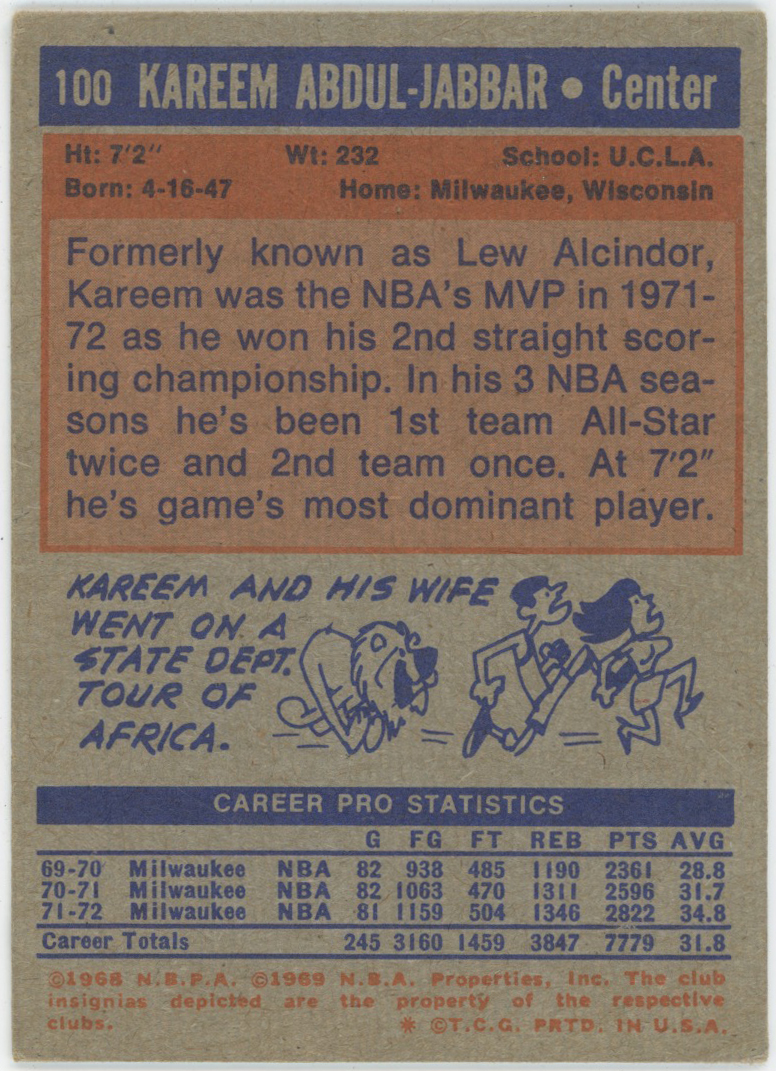 100 KAREEM ABDUL-JABBAR • Center
Ht: 7'2" Wt: 232 School: U.C.L.A.
Born: 4-16-47 Home: Milwaukee, Wisconsin
Formerly known as Lew Alcindor,
Kareem was the NBA's MVP in 1971-
72 as he won his 2nd straight scor-
ing championship. In his 3 NBA sea-
sons he's been 1st team All-Star
twice and 2nd team once. At 7'2"
he's game's most dominant player.
KAREEM AND HIS WIFE
WENT ON A
STATE DEPT.
TOUR OF
AFRICA.
CAREER PRO STATISTICS
G FG FT REB PTS AVG
69-70 Milwaukee NBA 82 938 485 1190 2361 28.8
70-71 Milwaukee NBA 82 1063 470 1311 2596 31.7
71-72 Milwaukee NBA 81 1159 504 1346 2822 34.8
Career Totals 245 3160 1459 3847 7779 31.8
©1968 N.B.P.A. ©1969 N.B.A. Properties, Inc. The club
insignias depicted are the property of the respective
clubs. * ©T.C.G. PRTD. IN U.S.A.